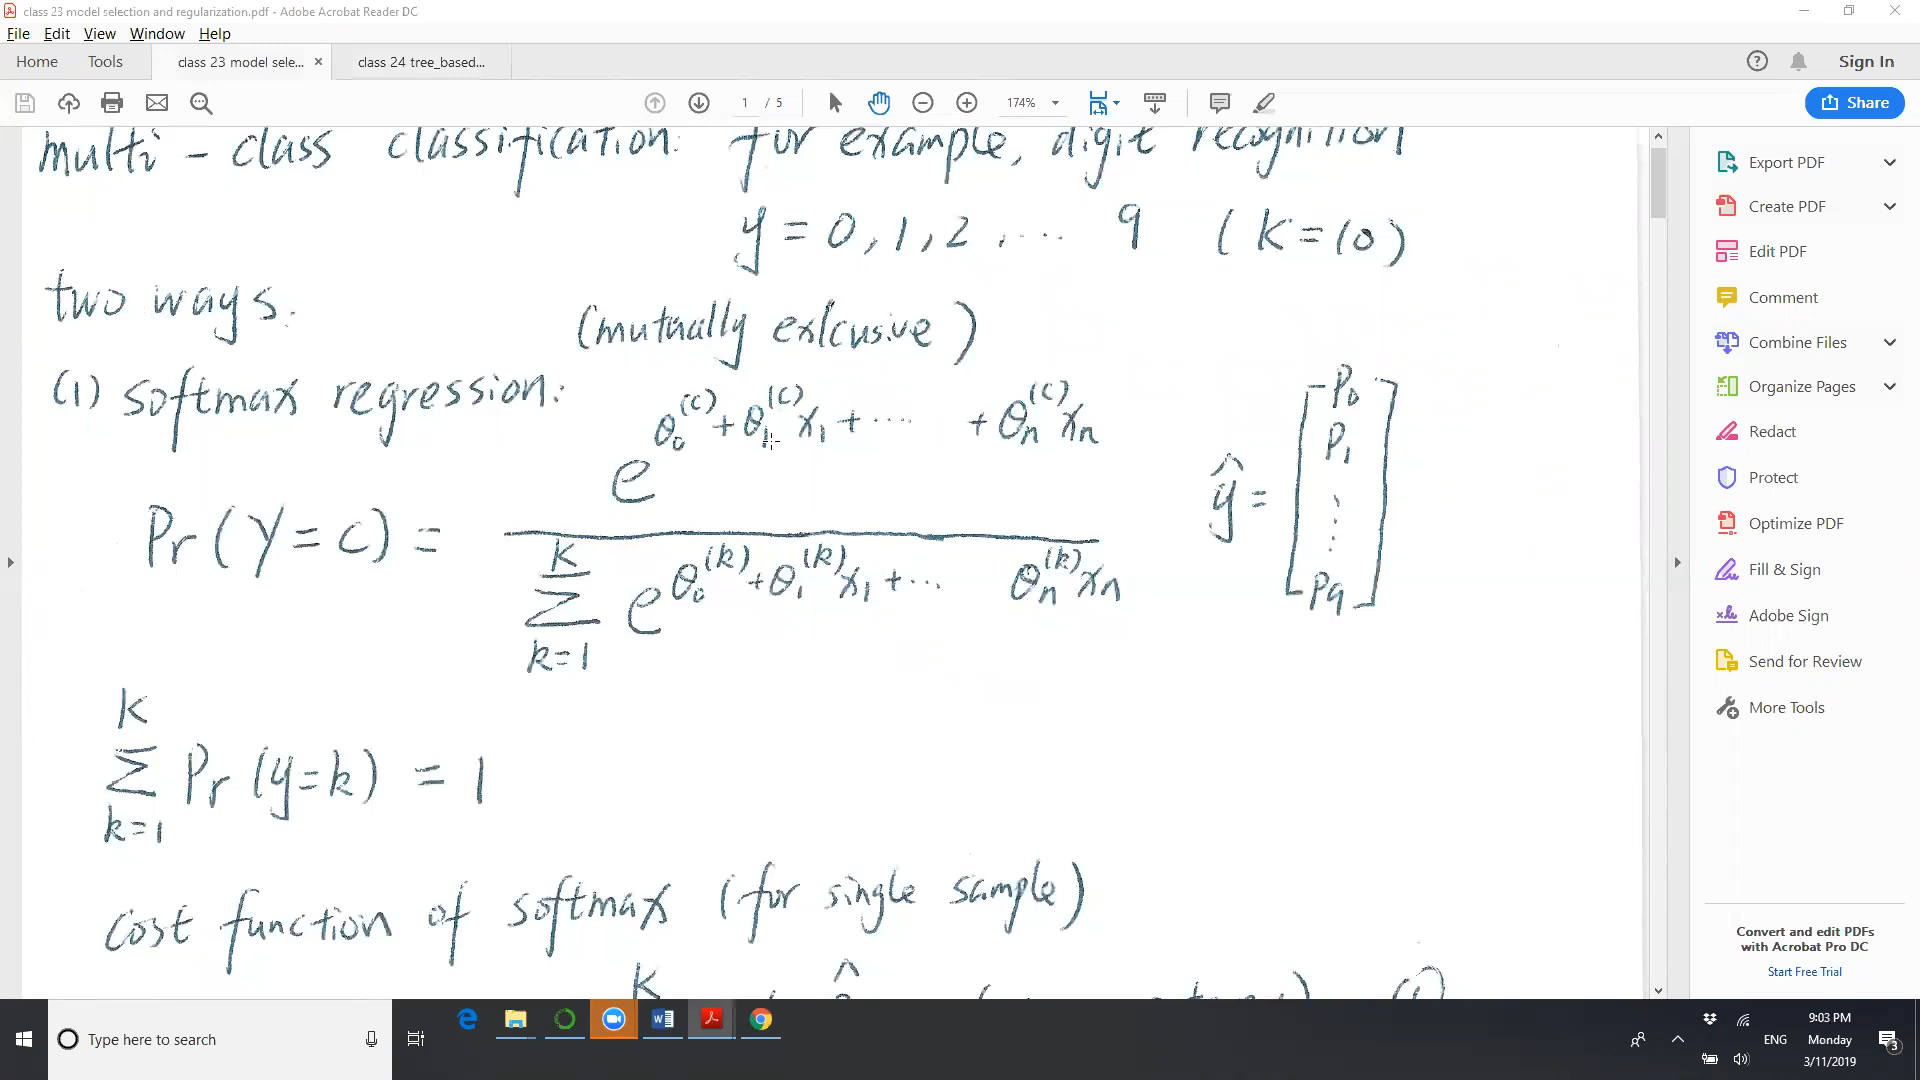 class 23 model selection and regularization.pdf - Adobe Acrobat Reader DC
File Edit View Window Help
Home Tools class 23 model sele... × class 24 tree_based... Sign In
1 / 5 174% Share
multi - class classification: for example, digit recognition
y = 0, 1, 2, .... 9 (K=10)
two ways.
(mutually exlcusive)
(1) softmax regression:
Pr(Y=c) = e^{θ₀^{(c)}+θ₁^{(c)}x₁+.... +θₙ^{(c)}xₙ} / Σ_{k=1}^{K} e^{θ₀^{(k)}+θ₁^{(k)}x₁+... θₙ^{(k)}xₙ}
ŷ = [P₀ P₁ ⋮ P₉]
Σ_{k=1}^{K} Pr(y=k) = 1
cost function of softmax (for single sample)
K
Export PDF
Create PDF
Edit PDF
Comment
Combine Files
Organize Pages
Redact
Protect
Optimize PDF
Fill & Sign
Adobe Sign
Send for Review
More Tools
Convert and edit PDFs
with Acrobat Pro DC
Start Free Trial
Type here to search
ENG
9:03 PM
Monday
3/11/2019
3